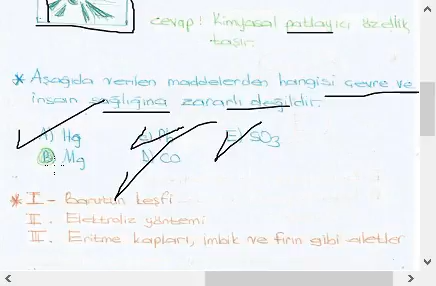 cevap! Kimyasal patlayıcı özellik
taşır.
* Aşağıda verilen maddelerden hangisi çevre ve
insan sağlığına zararlı değildir.
A) Hg C) Pb E) SO3
B) Mg D) CO
* I - Barutun keşfi
II. Elektroliz yöntemi
III. Eritme kapları, imbik ve fırın gibi aletler